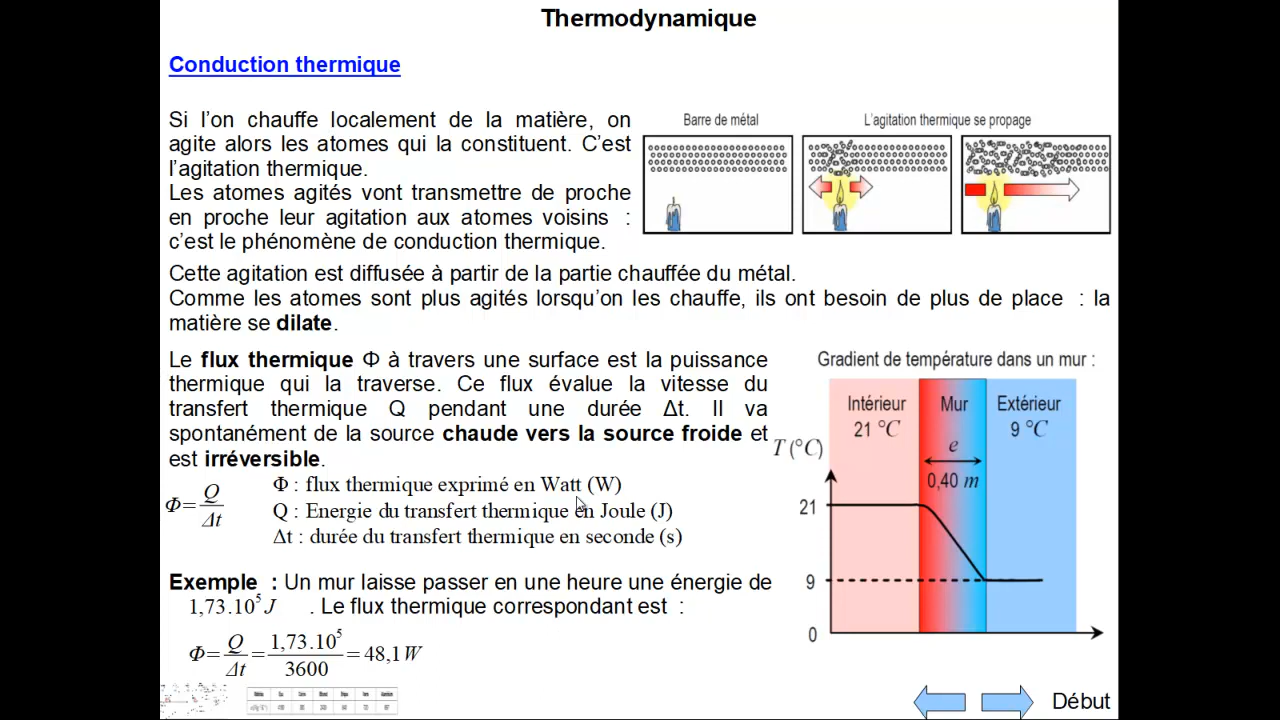 Thermodynamique
Conduction thermique
Si l’on chauffe localement de la matière, on
agite alors les atomes qui la constituent. C’est
l’agitation thermique.
Les atomes agités vont transmettre de proche
en proche leur agitation aux atomes voisins :
c’est le phénomène de conduction thermique.
Barre de métal
L’agitation thermique se propage
Cette agitation est diffusée à partir de la partie chauffée du métal.
Comme les atomes sont plus agités lorsqu’on les chauffe, ils ont besoin de plus de place : la
matière se dilate.
Le flux thermique Φ à travers une surface est la puissance
thermique qui la traverse. Ce flux évalue la vitesse du
transfert thermique Q pendant une durée Δt. Il va
spontanément de la source chaude vers la source froide et
est irréversible.
Φ=Q/Δt
Φ : flux thermique exprimé en Watt (W)
Q : Energie du transfert thermique en Joule (J)
Δt : durée du transfert thermique en seconde (s)
Exemple : Un mur laisse passer en une heure une énergie de
1,73.10⁵ J . Le flux thermique correspondant est :
Φ=Q/Δt=1,73.10⁵/3600=48,1W
Gradient de température dans un mur :
Intérieur Mur Extérieur
21 °C 9 °C
T (°C)
e
0,40 m
21
9
0
Début